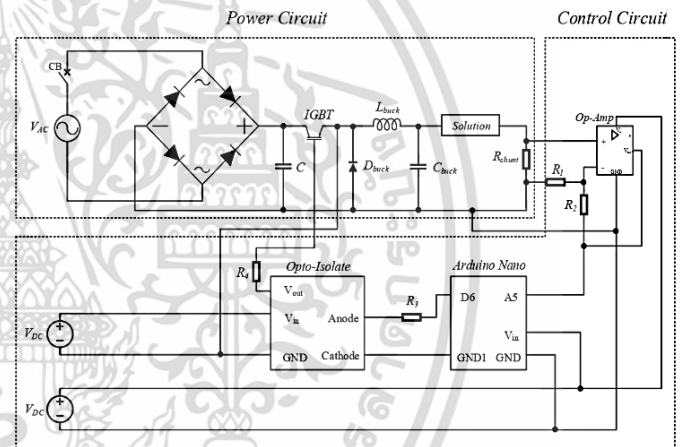 Power Circuit
Control Circuit
CB
V_AC
IGBT
L_buck
C
D_buck
C_buck
Solution
R_shunt
Op-Amp
+
-
GND
R_1
R_2
R_4
Opto-Isolate
V_out
V_in
Anode
GND
Cathode
R_3
Arduino Nano
D6
A5
V_in
GND1
GND
V_DC
V_DC